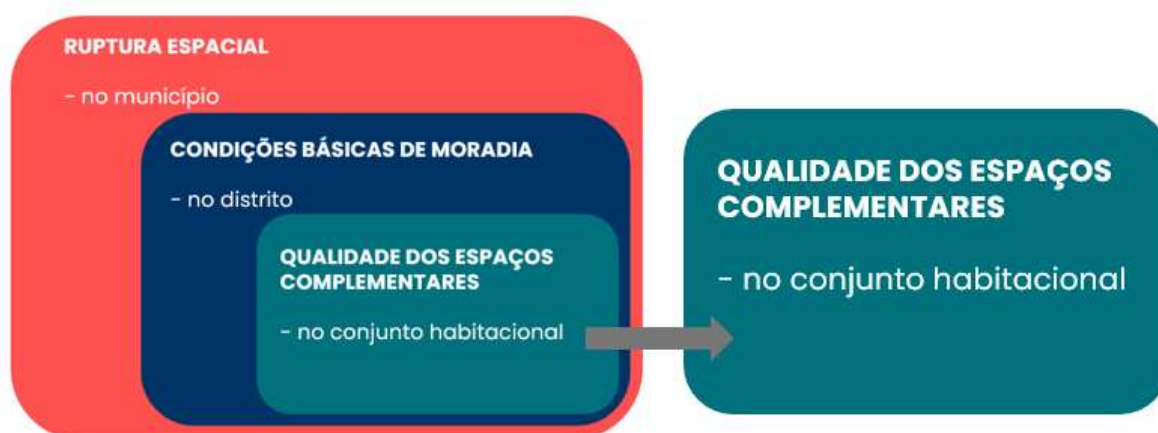 RUPTURA ESPACIAL
- no município
CONDIÇÕES BÁSICAS DE MORADIA
- no distrito
QUALIDADE DOS ESPAÇOS
COMPLEMENTARES
- no conjunto habitacional
QUALIDADE DOS ESPAÇOS
COMPLEMENTARES
- no conjunto habitacional